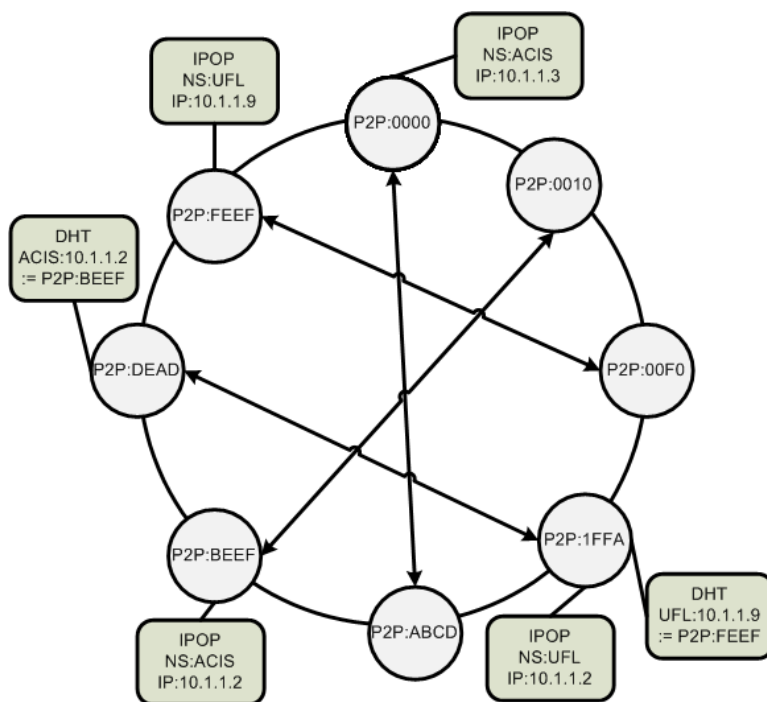 IPOP
NS:ACIS
IP:10.1.1.3
IPOP
NS:UFL
IP:10.1.1.9
P2P:0000
P2P:0010
P2P:FEEF
DHT
ACIS:10.1.1.2
:= P2P:BEEF
P2P:DEAD
P2P:00F0
P2P:1FFA
P2P:BEEF
DHT
UFL:10.1.1.9
:= P2P:FEEF
P2P:ABCD
IPOP
NS:ACIS
IP:10.1.1.2
IPOP
NS:UFL
IP:10.1.1.2